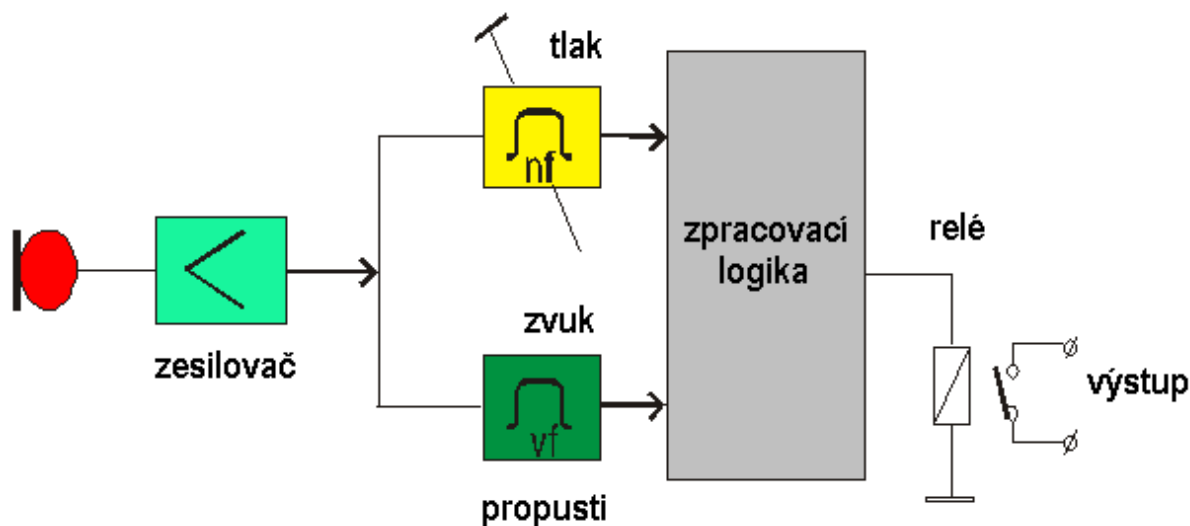 tlak
nf
zpracovací
logika
relé
zesilovač
zvuk
vf
výstup
propusti